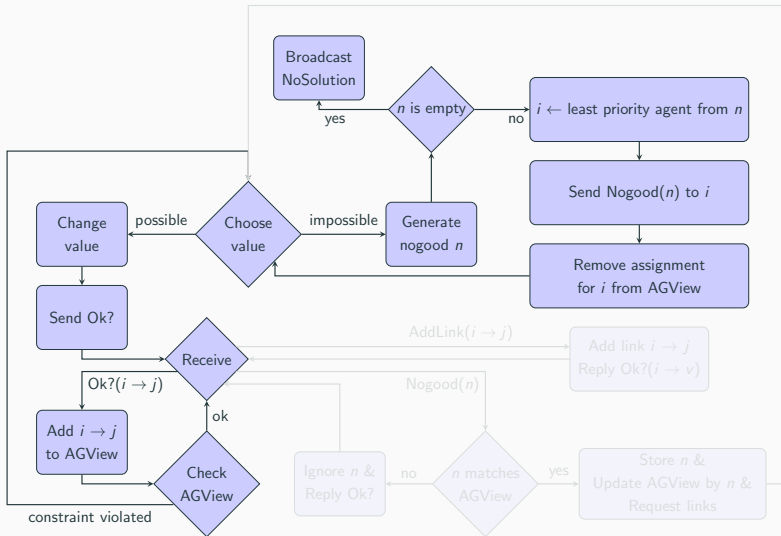 Broadcast
NoSolution
n is empty
yes
no
i ← least priority agent from n
Send Nogood(n) to i
Remove assignment
for i from AGView
Change
value
possible
Choose
value
impossible
Generate
nogood n
Send Ok?
Receive
AddLink(i → j)
Add link i → j
Reply Ok?(i → v)
Ok?(i → j)
Nogood(n)
ok
Add i → j
to AGView
Check
AGView
Ignore n &
Reply Ok?
no
n matches
AGView
yes
Store n &
Update AGView by n &
Request links
constraint violated